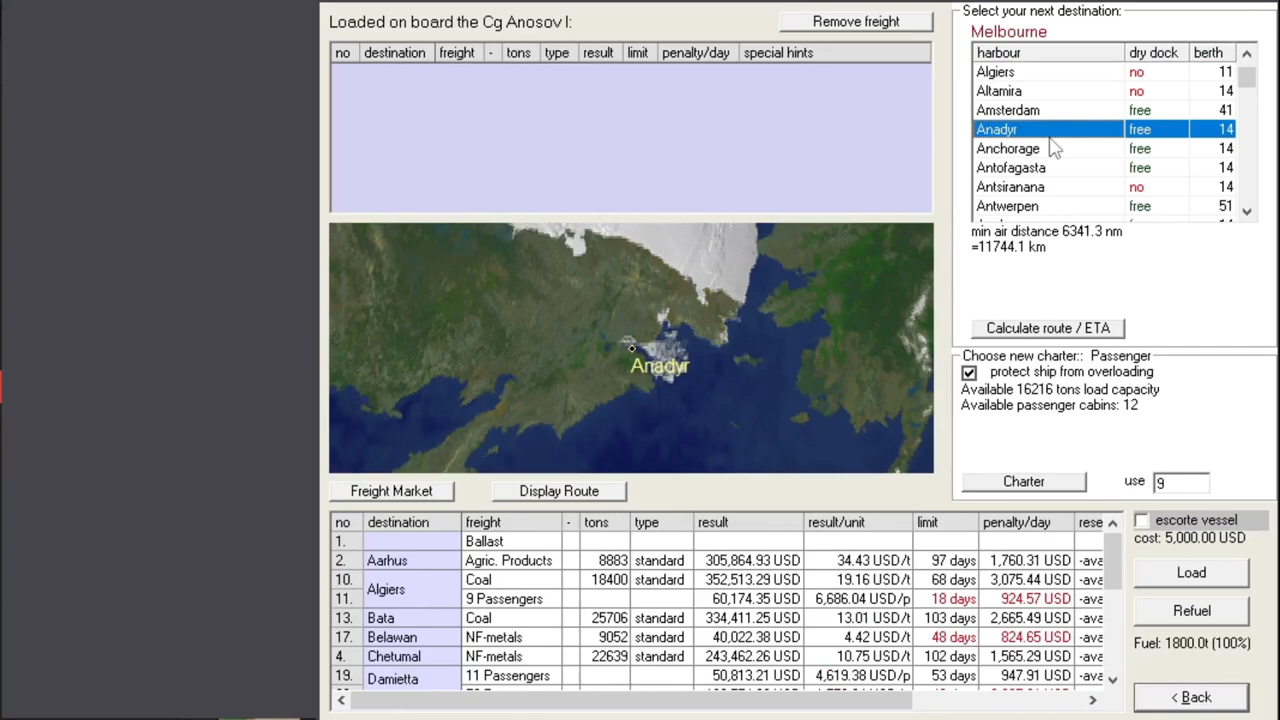 Loaded on board the Cg Anosov I:
Remove freight
no destination freight - tons type result limit penalty/day special hints
Select your next destination:
Melbourne
harbour dry dock berth
Algiers no 11
Altamira no 14
Amsterdam free 41
Anadyr free 14
Anchorage free 14
Antofagasta free 14
Antsiranana no 14
Antwerpen free 51
min air distance 6341.3 nm
=11744.1 km
Calculate route / ETA
Anadyr
Choose new charter:: Passenger
protect ship from overloading
Available 16216 tons load capacity
Available passenger cabins: 12
Charter use 9
Freight Market
Display Route
no destination freight - tons type result result/unit limit penalty/day rese
1. Ballast
2. Aarhus Agric. Products 8883 standard 305,864.93 USD 34.43 USD/t 97 days 1,760.31 USD -ava
10. Algiers Coal 18400 standard 352,513.29 USD 19.16 USD/t 68 days 3,075.44 USD -ava
11. 9 Passengers 60,174.35 USD 6,686.04 USD/p 18 days 924.57 USD -ava
13. Bata Coal 25706 standard 334,411.25 USD 13.01 USD/t 103 days 2,665.49 USD -ava
17. Belawan NF-metals 9052 standard 40,022.38 USD 4.42 USD/t 48 days 824.65 USD -ava
4. Chetumal NF-metals 22639 standard 243,462.26 USD 10.75 USD/t 102 days 1,565.29 USD -ava
19. Damietta 11 Passengers 50,813.21 USD 4,619.38 USD/p 53 days 947.91 USD -ava
escorte vessel
cost: 5,000.00 USD
Load
Refuel
Fuel: 1800.0t (100%)
< Back